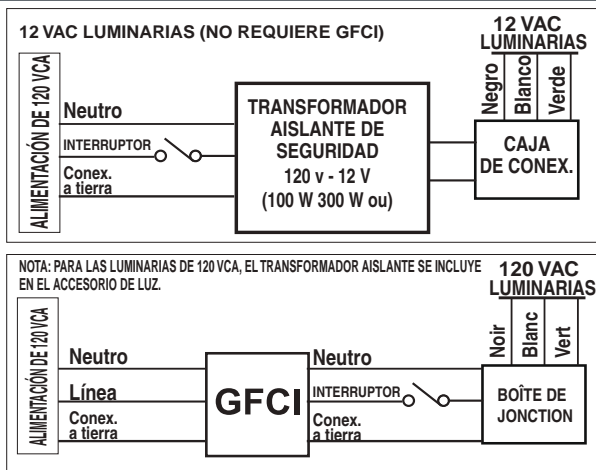 12 VAC LUMINARIAS (NO REQUIERE GFCI)
12 VAC
LUMINARIAS
ALIMENTACIÓN DE 120 VCA
Neutro
INTERRUPTOR
Conex.
a tierra
TRANSFORMADOR
AISLANTE DE
SEGURIDAD
120 v - 12 V
(100 W 300 W ou)
Negro
Blanco
Verde
CAJA
DE CONEX.
NOTA: PARA LAS LUMINARIAS DE 120 VCA, EL TRANSFORMADOR AISLANTE SE INCLUYE
EN EL ACCESORIO DE LUZ.
120 VAC
LUMINARIAS
ALIMENTACIÓN DE 120 VCA
Neutro
Línea
Conex.
a tierra
GFCI
Neutro
INTERRUPTOR
Conex.
a tierra
Noir
Blanc
Vert
BOÎTE DE
JONCTION